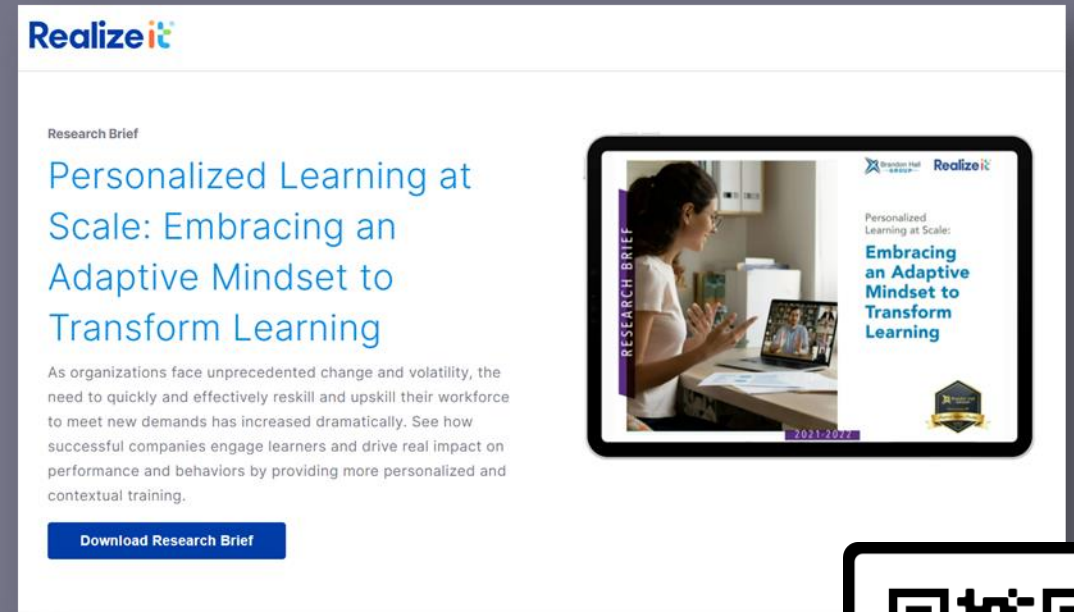 Realizeit
Research Brief
Personalized Learning at
Scale: Embracing an
Adaptive Mindset to
Transform Learning
As organizations face unprecedented change and volatility, the
need to quickly and effectively reskill and upskill their workforce
to meet new demands has increased dramatically. See how
successful companies engage learners and drive real impact on
performance and behaviors by providing more personalized and
contextual training.
Download Research Brief
RESEARCH BRIEF
Brandon Hall
GROUP
Realizeit
Personalized
Learning at Scale:
Embracing
an Adaptive
Mindset to
Transform
Learning
2021-2022